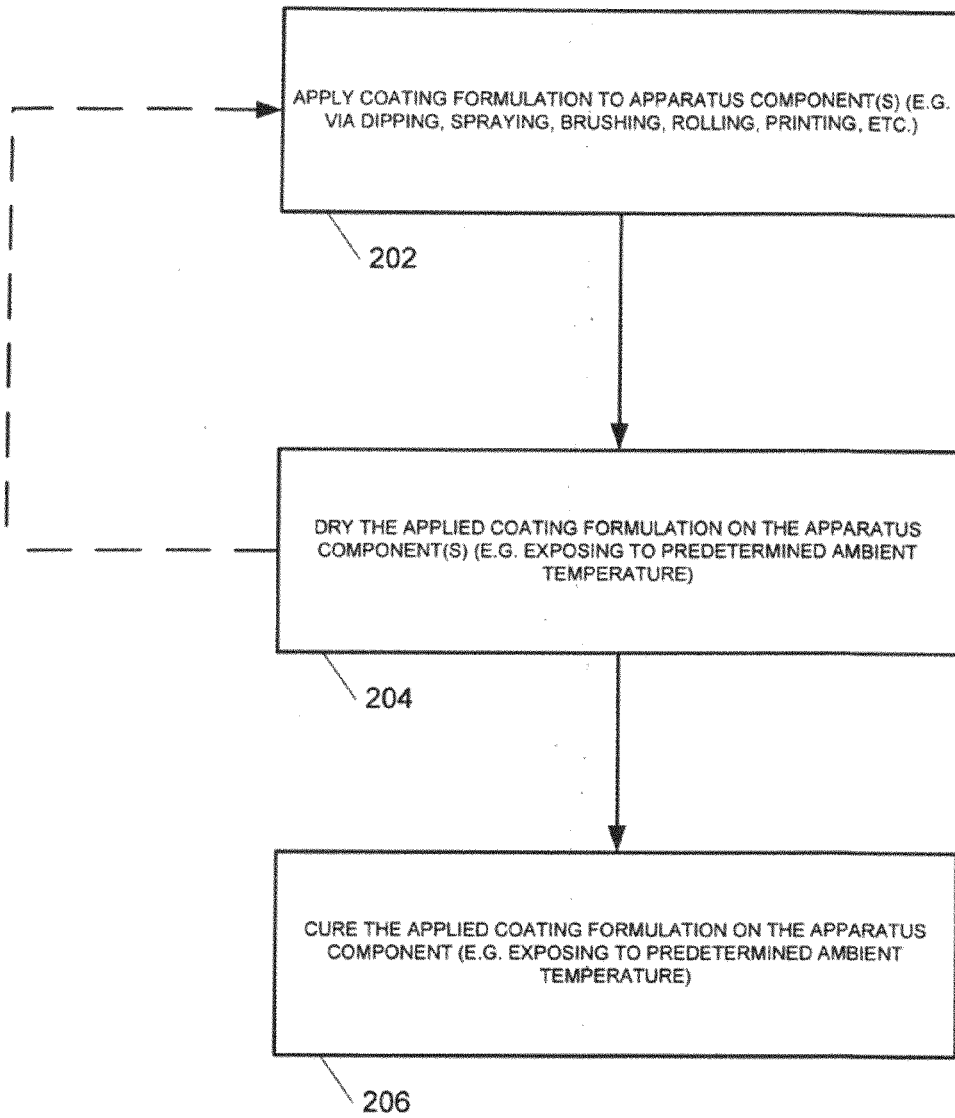 APPLY COATING FORMULATION TO APPARATUS COMPONENT(S) (E.G.
VIA DIPPING, SPRAYING, BRUSHING, ROLLING, PRINTING, ETC.)
202
DRY THE APPLIED COATING FORMULATION ON THE APPARATUS
COMPONENT(S) (E.G. EXPOSING TO PREDETERMINED AMBIENT
TEMPERATURE)
204
CURE THE APPLIED COATING FORMULATION ON THE APPARATUS
COMPONENT (E.G. EXPOSING TO PREDETERMINED AMBIENT
TEMPERATURE)
206